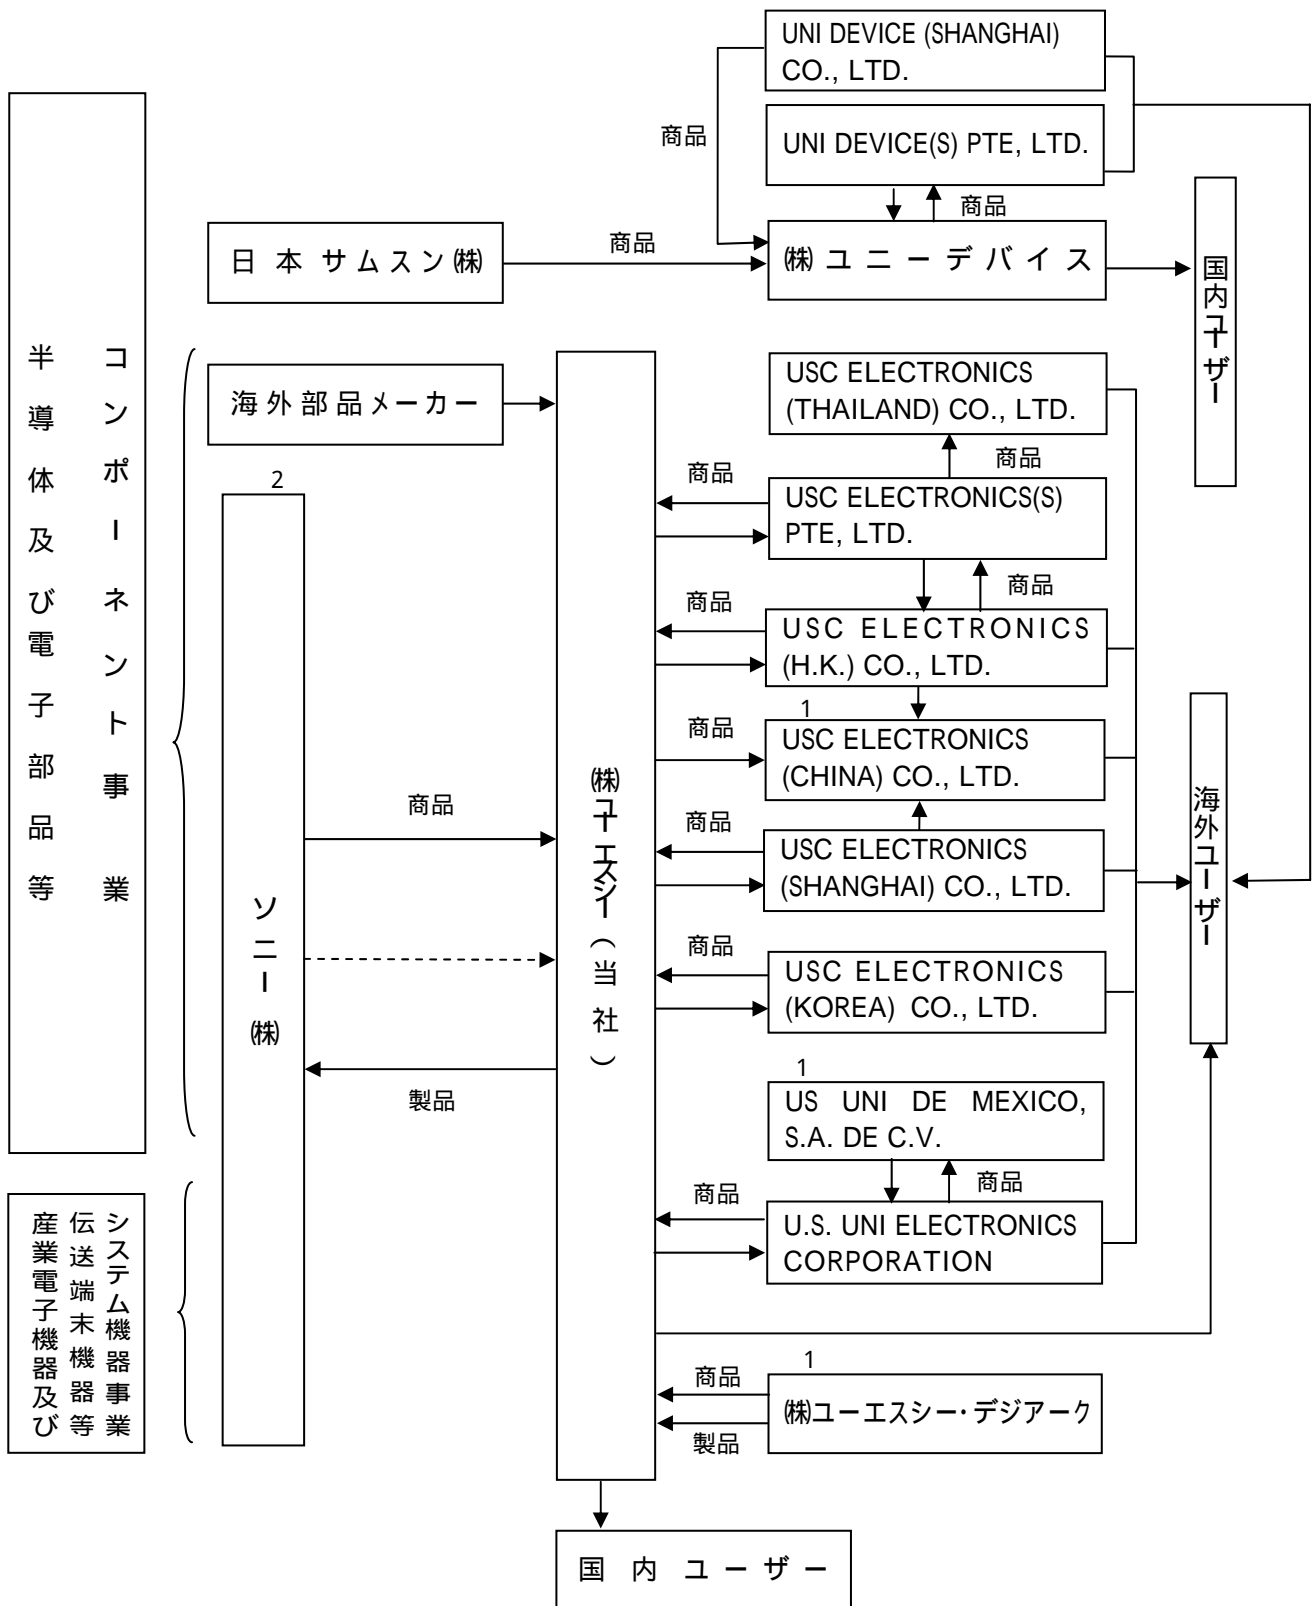 UNI DEVICE (SHANGHAI)
CO., LTD.
商品
UNI DEVICE(S) PTE, LTD.
商品
日本サムスン㈱
商品
㈱ユニーデバイス
国内ユーザー
コンポーネント事業
半導体及び電子部品等
海外部品メーカー
USC ELECTRONICS
(THAILAND) CO., LTD.
商品
2
商品
USC ELECTRONICS(S)
PTE, LTD.
商品
商品
USC ELECTRONICS
(H.K.) CO., LTD.
1
商品
USC ELECTRONICS
(CHINA) CO., LTD.
㈱ユーエスシー(当社)
海外ユーザー
商品
商品
USC ELECTRONICS
(SHANGHAI) CO., LTD.
ソニー㈱
商品
USC ELECTRONICS
(KOREA) CO., LTD.
製品
1
US UNI DE MEXICO,
S.A. DE C.V.
商品
商品
U.S. UNI ELECTRONICS
CORPORATION
システム機器事業
伝送端末機器等
産業電子機器及び
1
商品
㈱ユーエスシー・デジアーク
製品
国内ユーザー